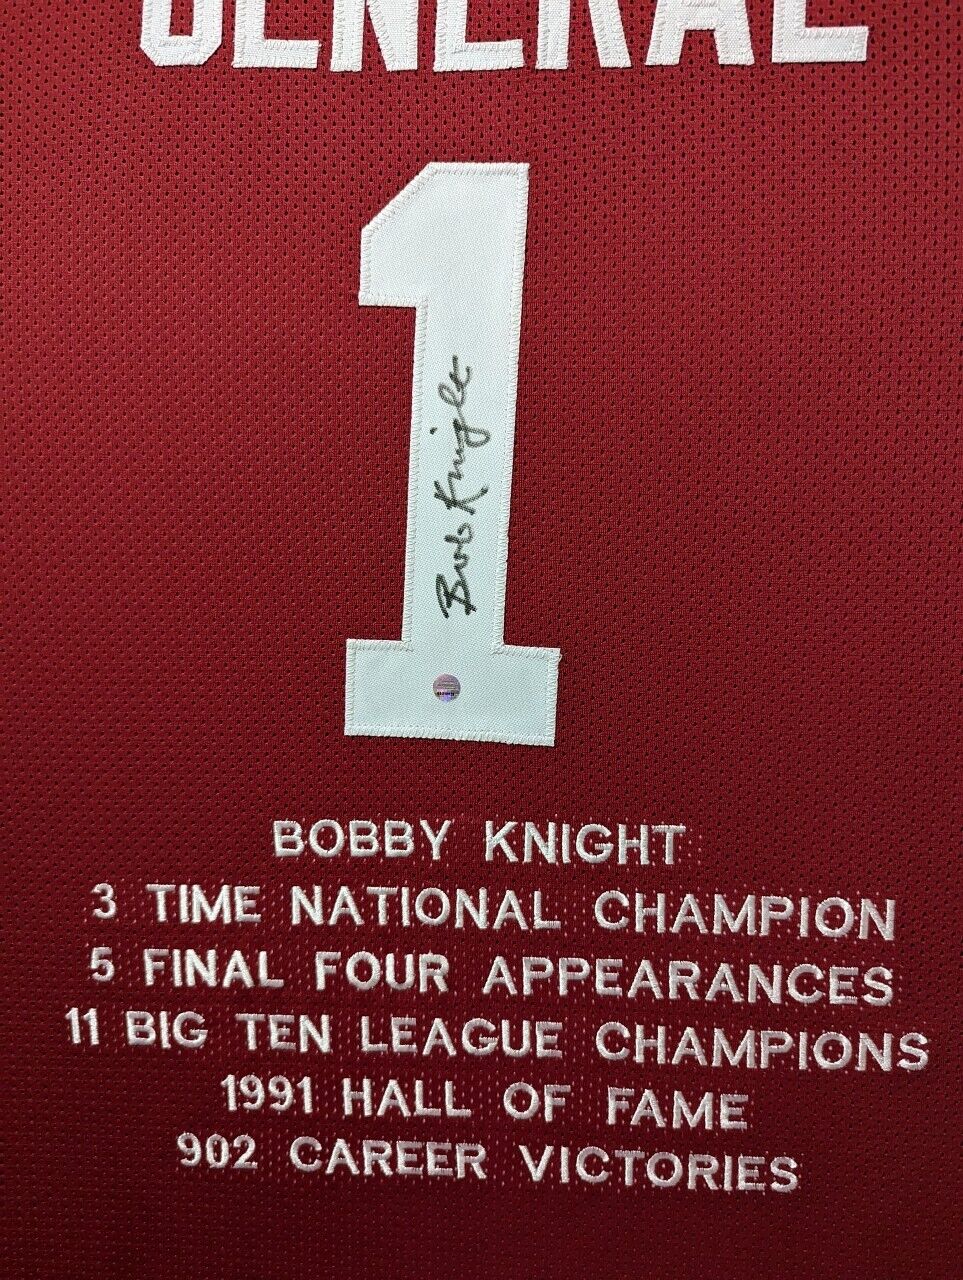 GENERAL
1
Bob Knight
BOBBY KNIGHT
3 TIME NATIONAL CHAMPION
5 FINAL FOUR APPEARANCES
11 BIG TEN LEAGUE CHAMPIONS
1991 HALL OF FAME
902 CAREER VICTORIES